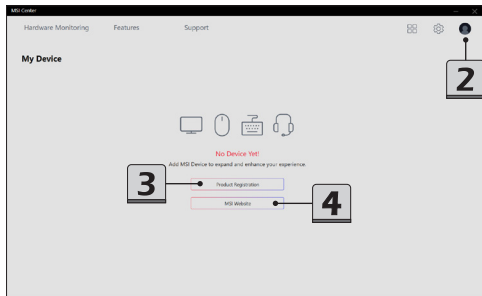 MSI Center
Hardware Monitoring Features Support
My Device
2
No Device Yet!
Add MSI Device to expand and enhance your experience.
3
Product Registration
MSI Website
4